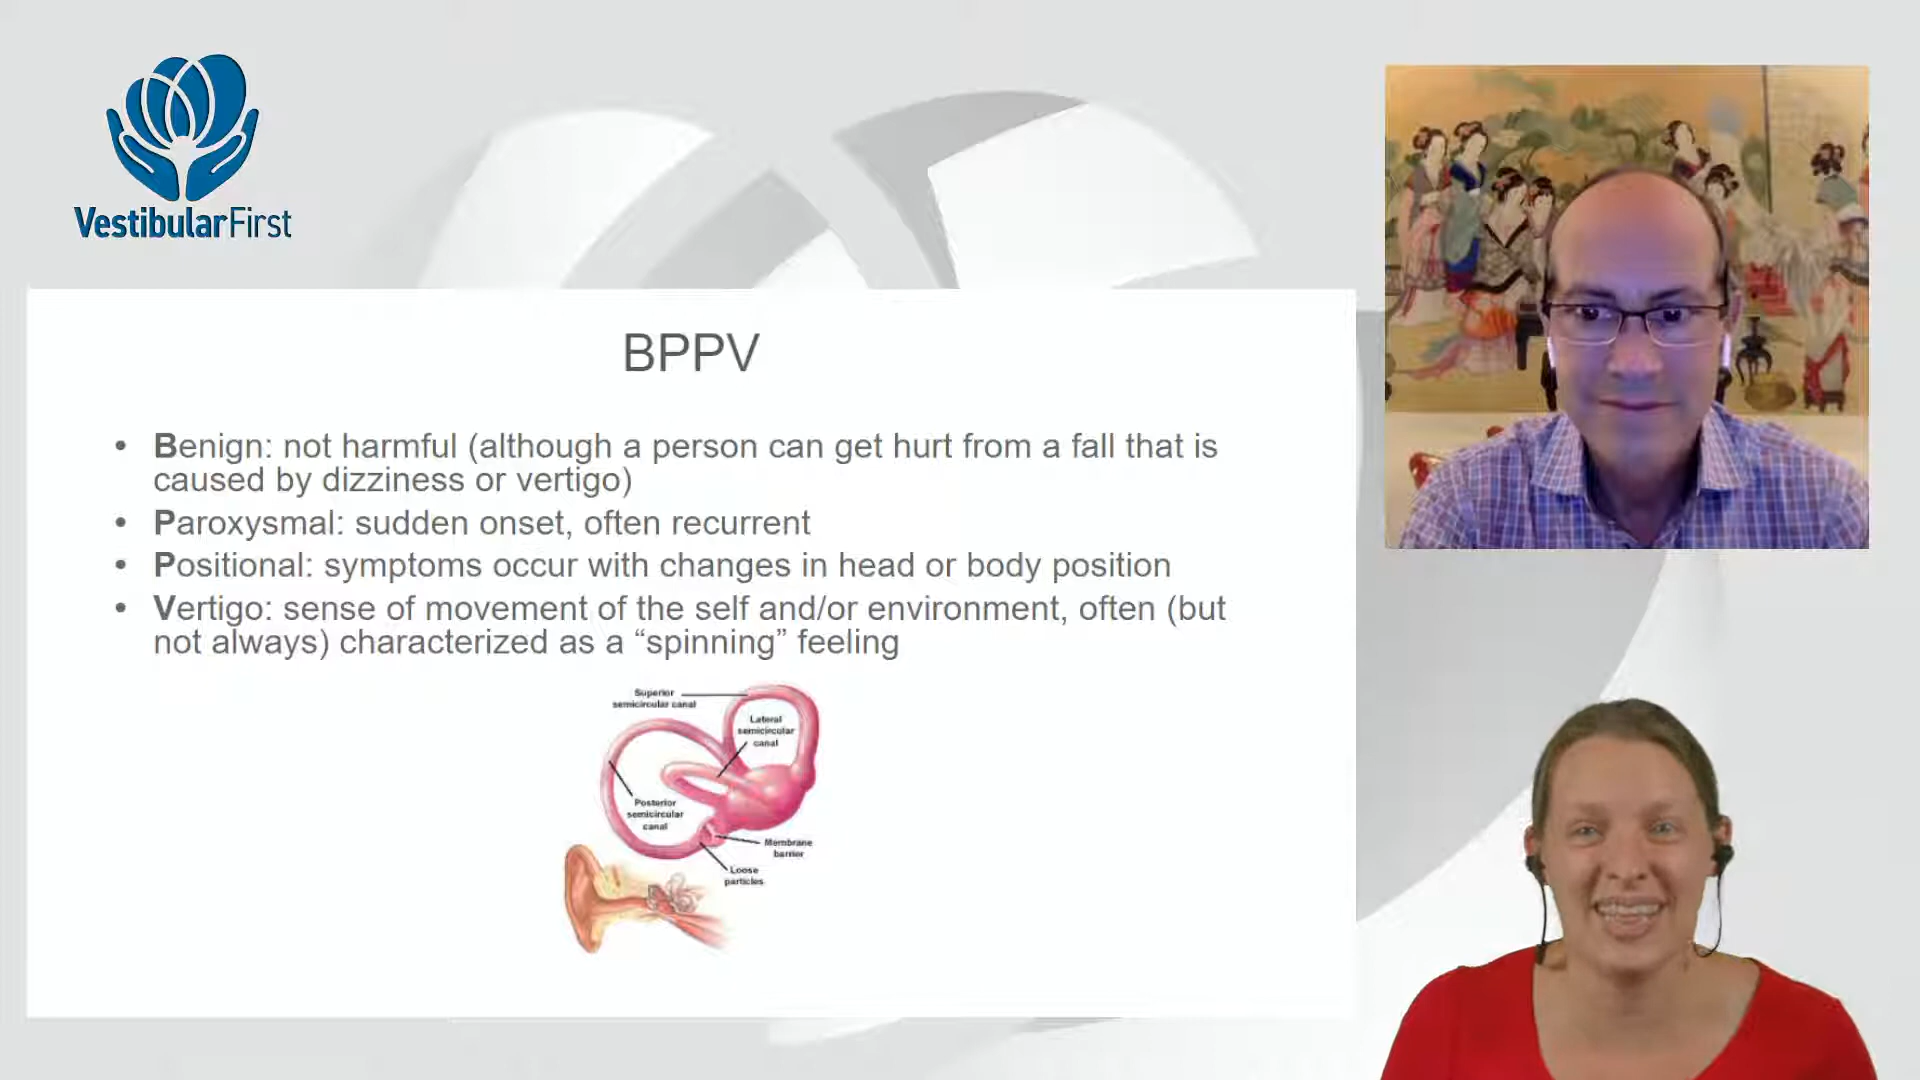 VestibularFirst
BPPV
• Benign: not harmful (although a person can get hurt from a fall that is
caused by dizziness or vertigo)
• Paroxysmal: sudden onset, often recurrent
• Positional: symptoms occur with changes in head or body position
• Vertigo: sense of movement of the self and/or environment, often (but
not always) characterized as a “spinning” feeling
Superior
semicircular canal
Lateral
semicircular
canal
Posterior
semicircular
canal
Membrane
barrier
Loose
particles